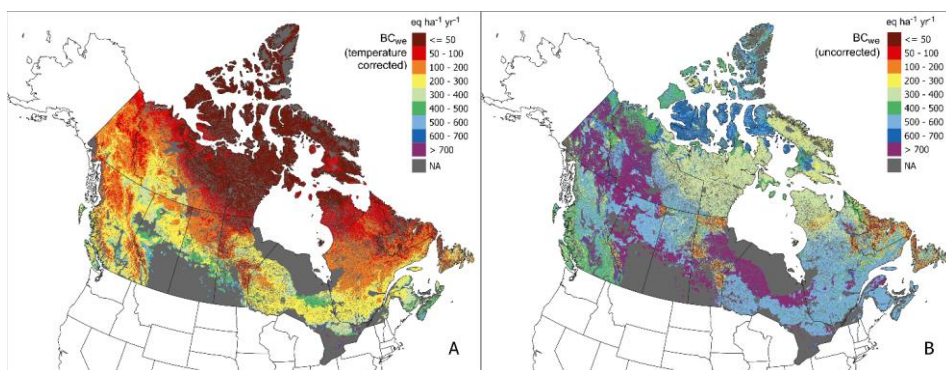 eq ha⁻¹ yr⁻¹
BCwe
(temperature
corrected)
<= 50
50 - 100
100 - 200
200 - 300
300 - 400
400 - 500
500 - 600
600 - 700
> 700
NA
A
eq ha⁻¹ yr⁻¹
BCwe
(uncorrected)
<= 50
50 - 100
100 - 200
200 - 300
300 - 400
400 - 500
500 - 600
600 - 700
> 700
NA
B